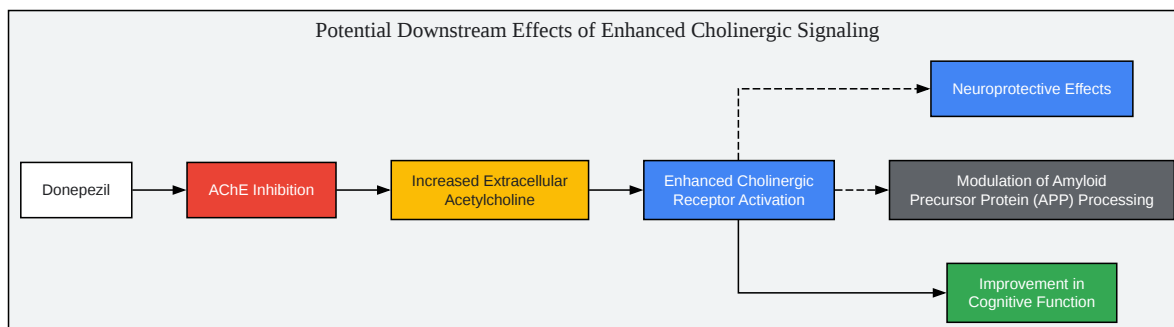 Potential Downstream Effects of Enhanced Cholinergic Signaling
Neuroprotective Effects
Donepezil
AChE Inhibition
Increased Extracellular
Acetylcholine
Enhanced Cholinergic
Receptor Activation
Modulation of Amyloid
Precursor Protein (APP) Processing
Improvement in
Cognitive Function